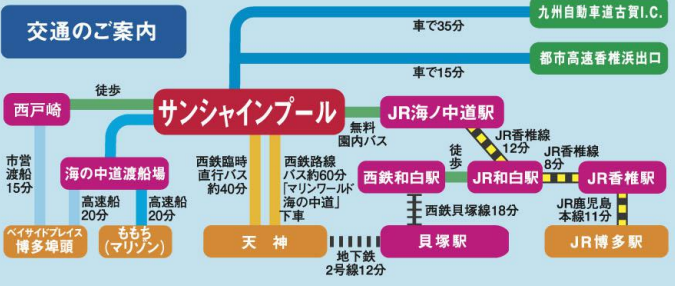 交通のご案内
九州自動車道古賀I.C.
車で35分
都市高速香椎浜出口
車で15分
西戸崎
徒歩
サンシャインプール
無料
園内バス
JR海ノ中道駅
JR香椎線
12分
JR香椎線
8分
市営
渡船
15分
海の中道渡船場
西鉄臨時
直行バス
約40分
西鉄路線
バス約60分
「マリンワールド
海の中道」
下車
西鉄和白駅
徒歩
JR和白駅
JR香椎駅
高速船
20分
高速船
20分
西鉄貝塚線18分
JR鹿児島
本線11分
ベイサイドプレイス
博多埠頭
ももち
(マリゾン)
天神
地下鉄
2号線12分
貝塚駅
JR博多駅